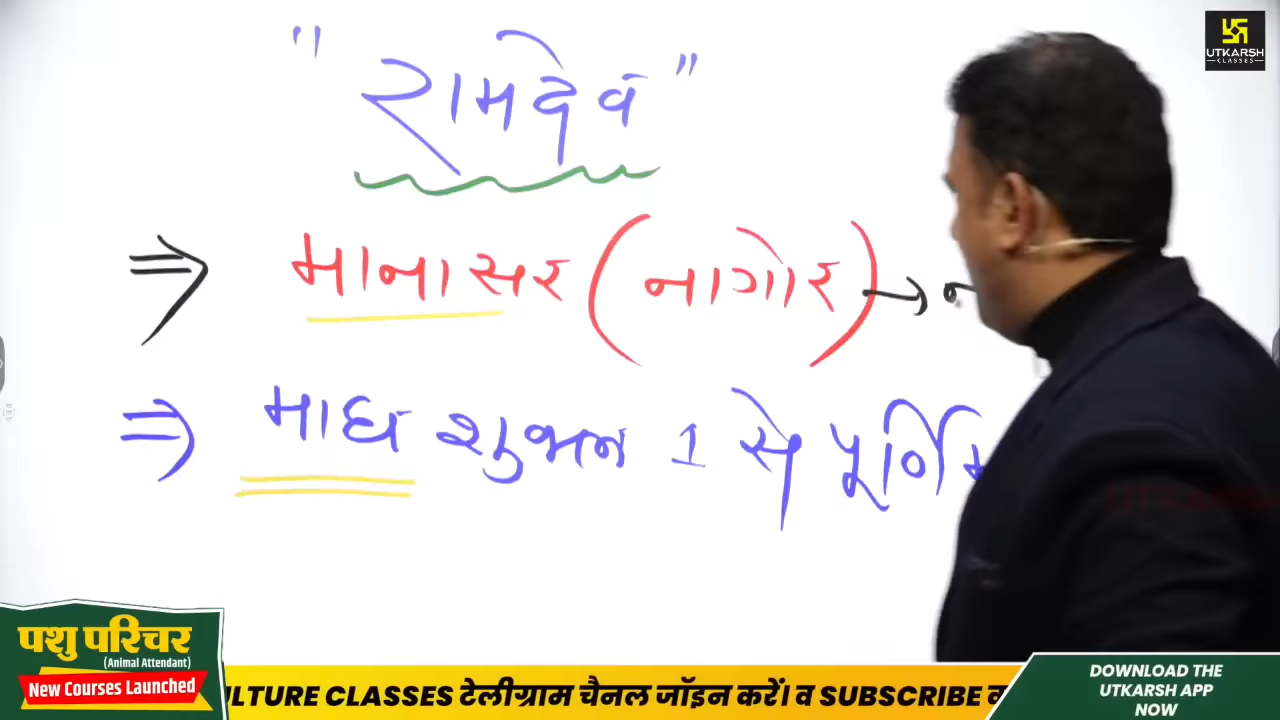 UTKARSH
CLASSES
"रामदेव"
⇒ मानासर (नागोर) →
⇒ माघ शुक्ल 1 से पूर्णि
पशु परिचर
(Animal Attendant)
New Courses Launched
ULTURE CLASSES टेलीग्राम चैनल जॉइन करें। व SUBSCRIBE
DOWNLOAD THE
UTKARSH APP
NOW